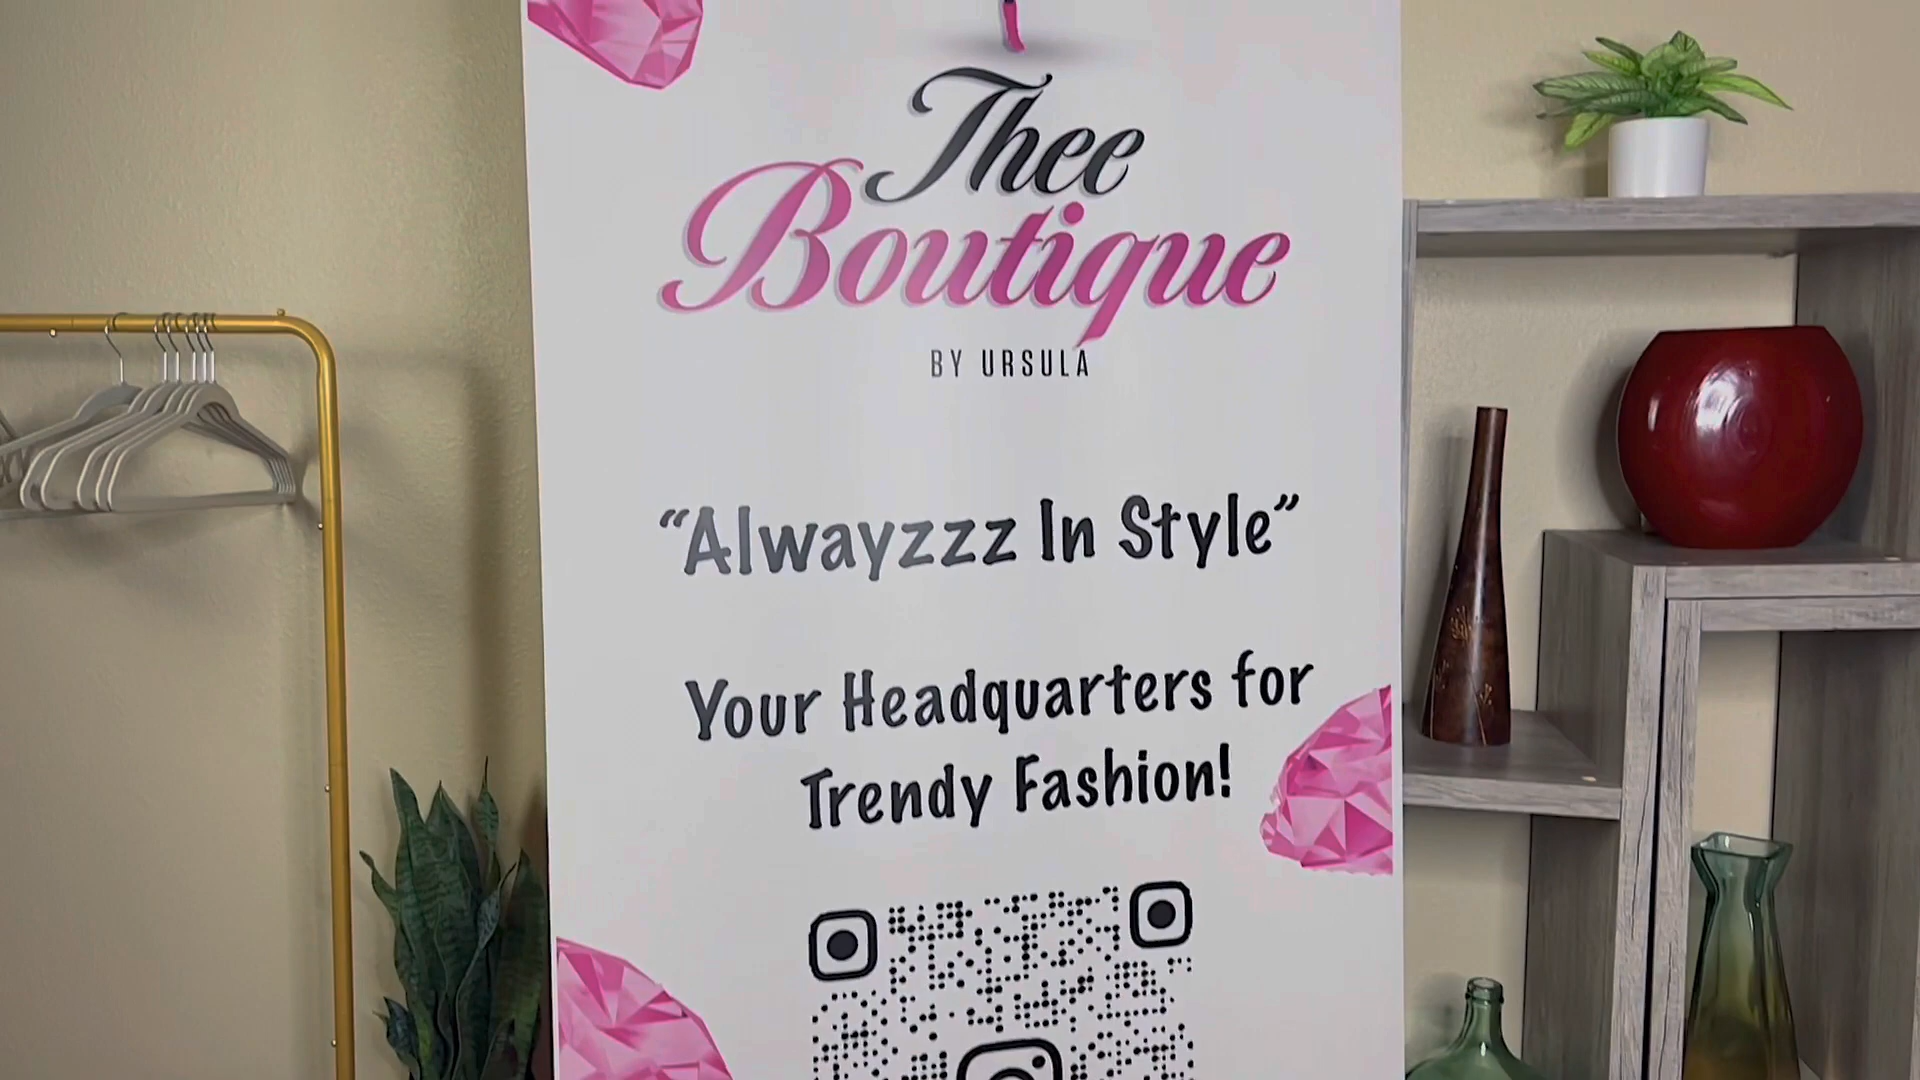 Thee
Boutique
BY URSULA
“Alwayzzz In Style”
Your Headquarters for
Trendy Fashion!